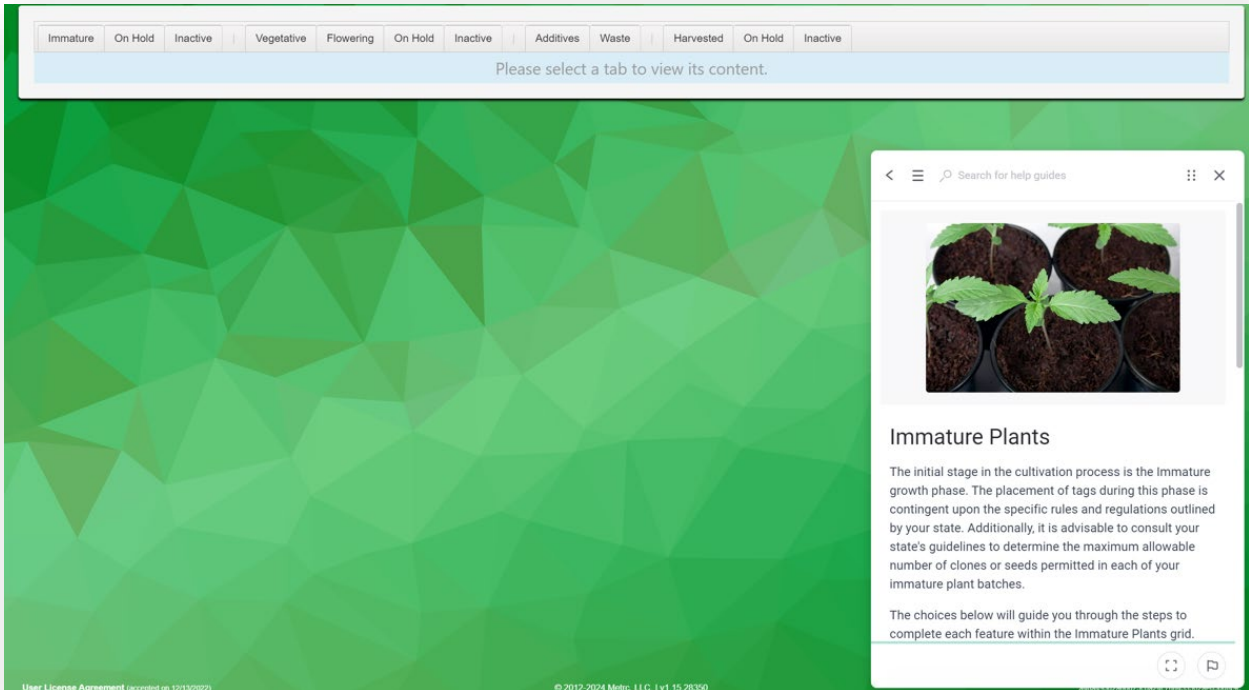 Immature On Hold Inactive | Vegetative Flowering On Hold Inactive | Additives Waste | Harvested On Hold Inactive
Please select a tab to view its content.
Search for help guides
Immature Plants
The initial stage in the cultivation process is the Immature
growth phase. The placement of tags during this phase is
contingent upon the specific rules and regulations outlined
by your state. Additionally, it is advisable to consult your
state's guidelines to determine the maximum allowable
number of clones or seeds permitted in each of your
immature plant batches.
The choices below will guide you through the steps to
complete each feature within the Immature Plants grid.
User License Agreement (accepted on 12/13/2022)
© 2012-2024 Metrc, LLC. | v1.15.28350